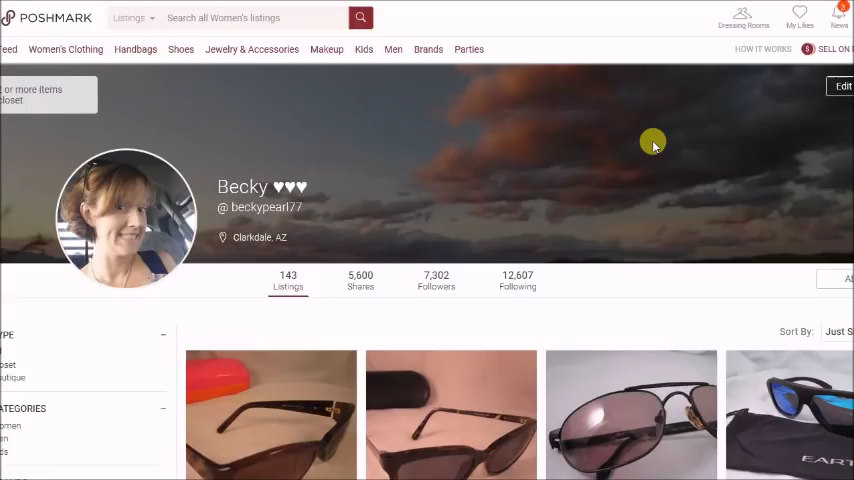 POSHMARK
Listings
Search all Women's listings
Dressing Rooms
My Likes
3
News
Feed
Women's Clothing
Handbags
Shoes
Jewelry & Accessories
Makeup
Kids
Men
Brands
Parties
HOW IT WORKS
$
SELL ON
or more items
closet
Edit
Becky ♥♥♥
@ beckypearl77
Clarkdale, AZ
143
Listings
5,600
Shares
7,302
Followers
12,607
Following
Sort By:
Just S
YPE
oset
outique
ATEGORIES
omen
en
ds
EART